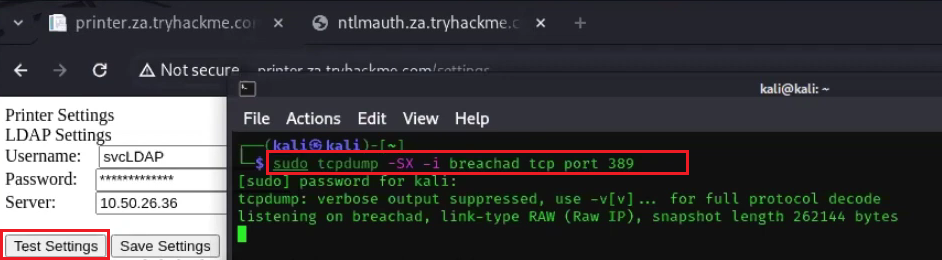 printer.za.tryhackme.com
ntlmauth.za.tryhackme.c
Not secure printer.za.tryhackme.com/settings
kali@kali: ~
File Actions Edit View Help
Printer Settings
LDAP Settings
Username: svcLDAP
Password: *************
Server: 10.50.26.36
Test Settings Save Settings
(kali㉿kali)-[~]
$ sudo tcpdump -SX -i breachad tcp port 389
[sudo] password for kali:
tcpdump: verbose output suppressed, use -v[v]... for full protocol decode
listening on breachad, link-type RAW (Raw IP), snapshot length 262144 bytes